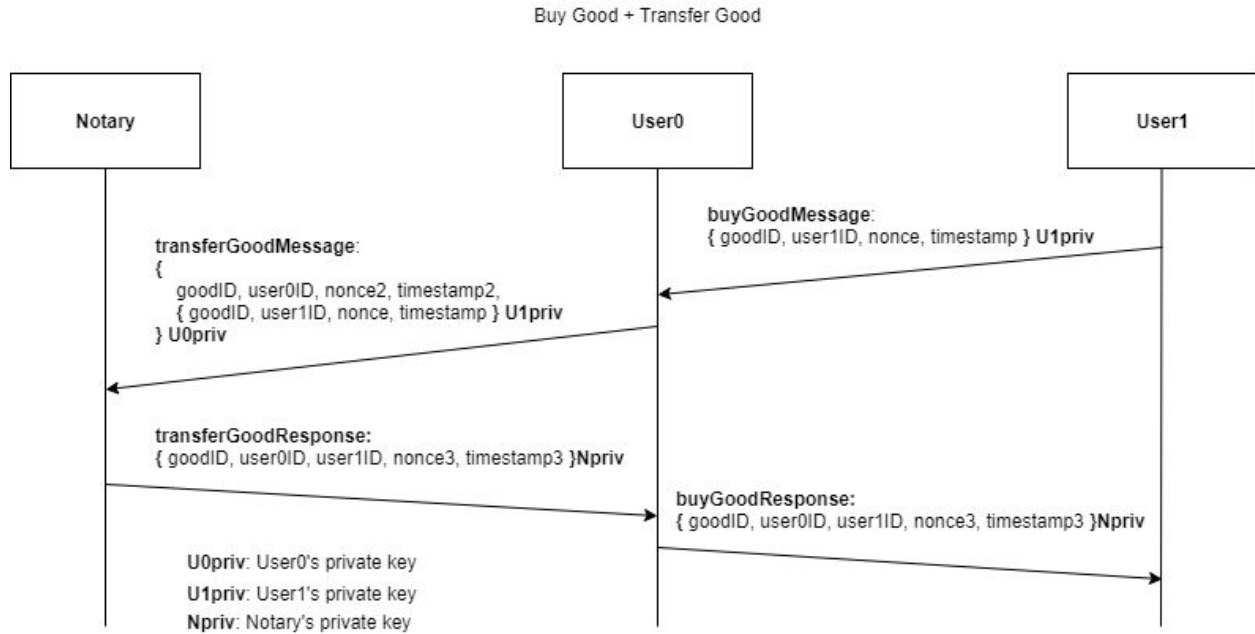 Buy Good + Transfer Good
Notary
User0
User1
buyGoodMessage:
{ goodID, user1ID, nonce, timestamp } U1priv
transferGoodMessage:
{
goodID, user0ID, nonce2, timestamp2,
{ goodID, user1ID, nonce, timestamp } U1priv
} U0priv
transferGoodResponse:
{ goodID, user0ID, user1ID, nonce3, timestamp3 }Npriv
buyGoodResponse:
{ goodID, user0ID, user1ID, nonce3, timestamp3 }Npriv
U0priv: User0's private key
U1priv: User1's private key
Npriv: Notary's private key